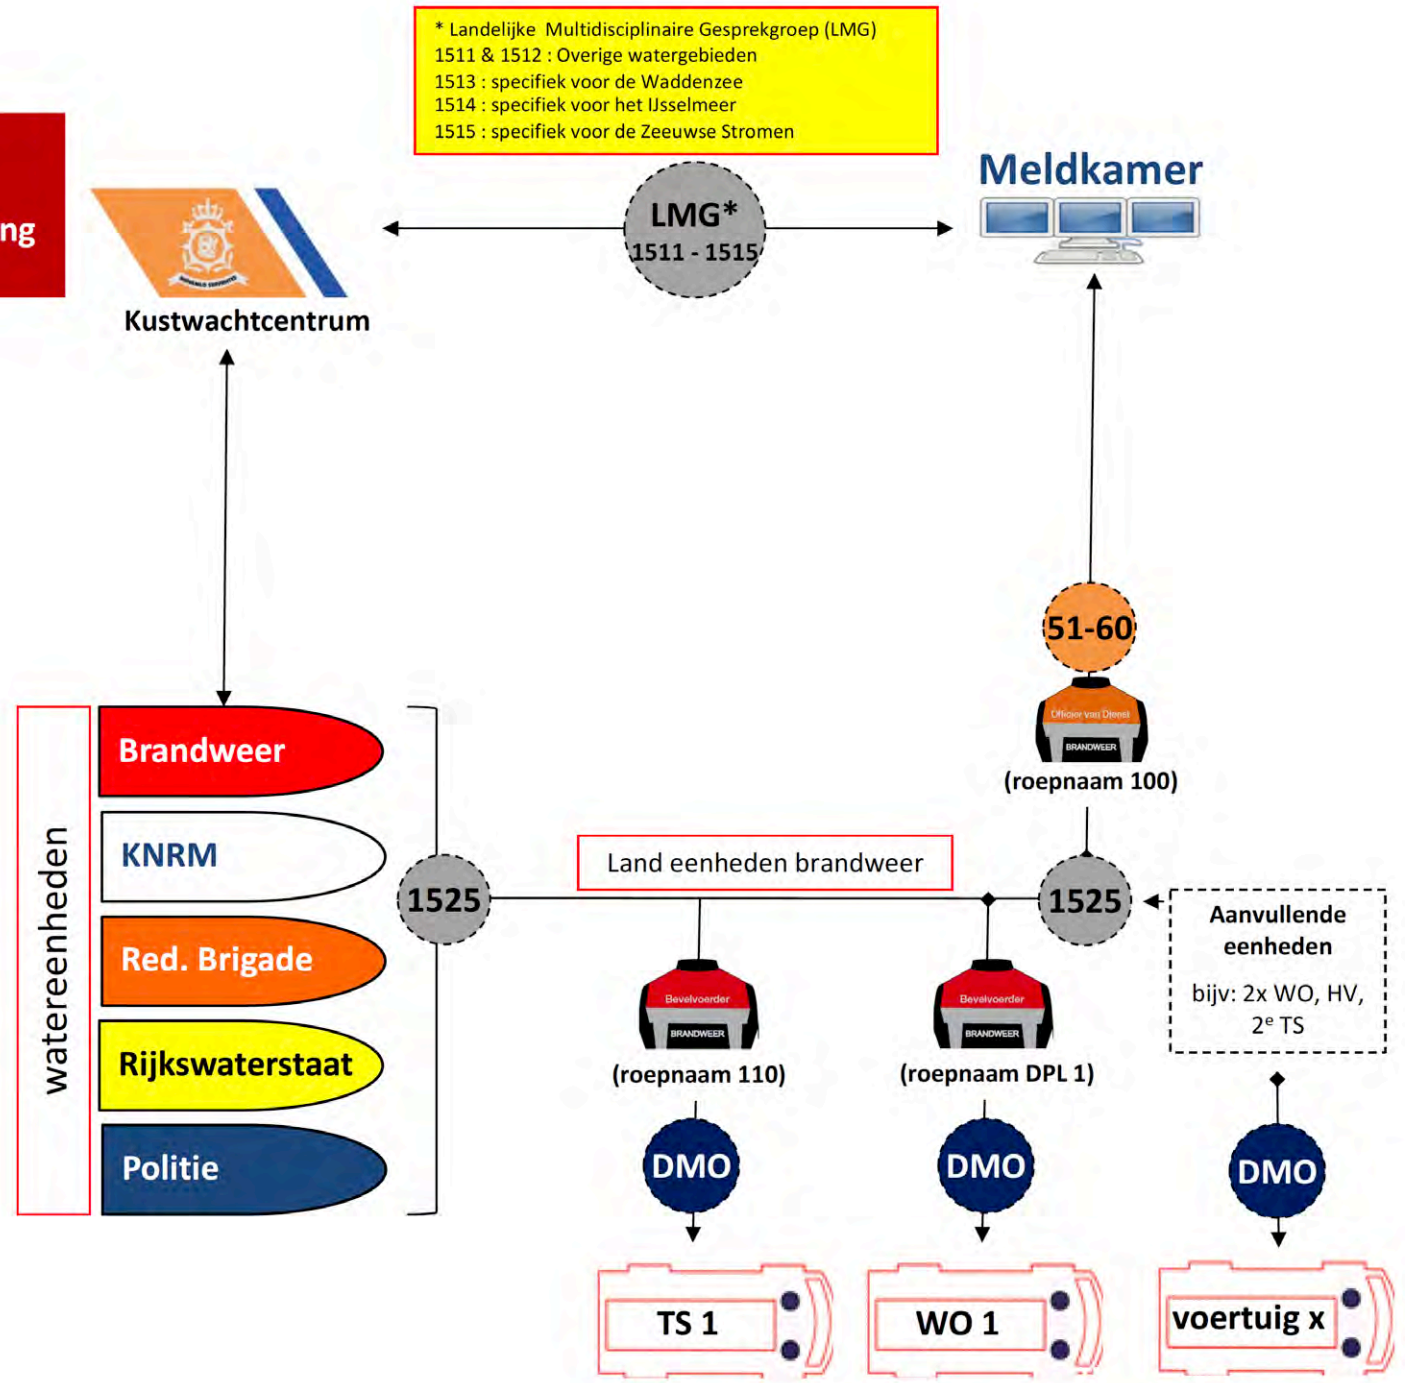 * Landelijke Multidisciplinaire Gesprekgroep (LMG)
1511 & 1512 : Overige watergebieden
1513 : specifiek voor de Waddenzee
1514 : specifiek voor het IJsselmeer
1515 : specifiek voor de Zeeuwse Stromen
ng
Kustwachtcentrum
LMG*
1511 - 1515
Meldkamer
51-60
Officier van Dienst
BRANDWEER
(roepnaam 100)
watereenheden
Brandweer
KNRM
Red. Brigade
Rijkswaterstaat
Politie
1525
Land eenheden brandweer
1525
Aanvullende
eenheden
bijv: 2x WO, HV,
2e TS
Bevelvoerder
BRANDWEER
(roepnaam 110)
Bevelvoerder
BRANDWEER
(roepnaam DPL 1)
DMO
DMO
DMO
TS 1
WO 1
voertuig x